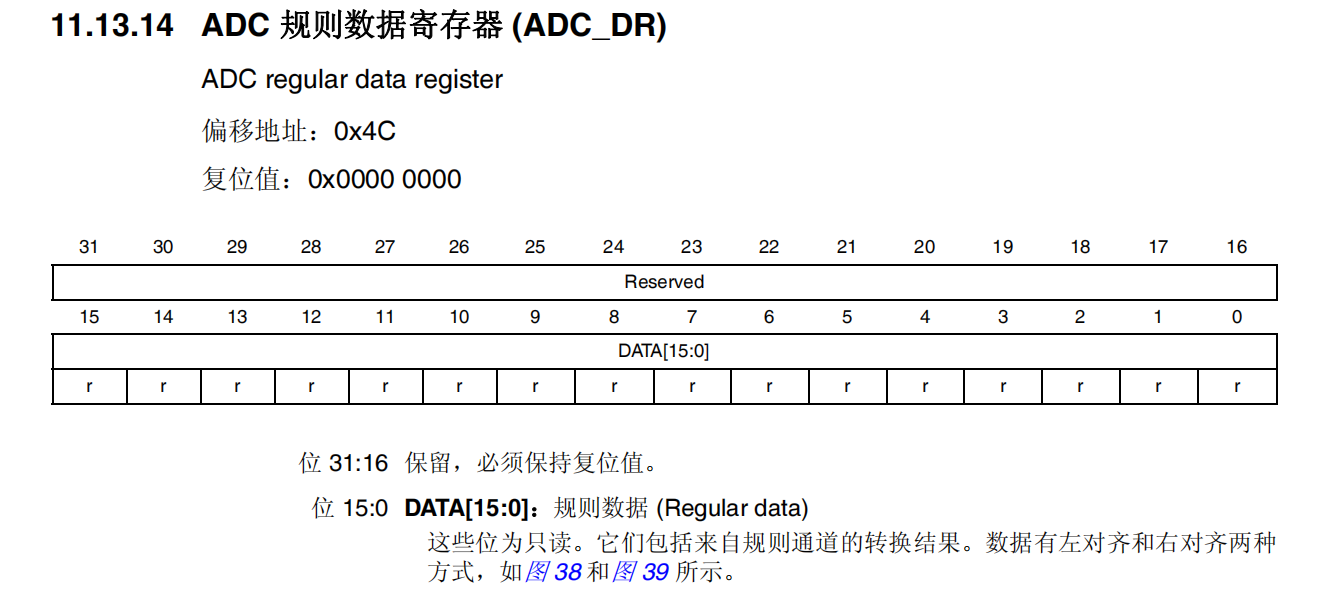 11.13.14 ADC 规则数据寄存器 (ADC_DR)
ADC regular data register
偏移地址：0x4C
复位值：0x0000 0000
31 30 29 28 27 26 25 24 23 22 21 20 19 18 17 16
Reserved
15 14 13 12 11 10 9 8 7 6 5 4 3 2 1 0
DATA[15:0]
r r r r r r r r r r r r r r r r
位 31:16 保留，必须保持复位值。
位 15:0 DATA[15:0]：规则数据 (Regular data)
这些位为只读。它们包括来自规则通道的转换结果。数据有左对齐和右对齐两种
方式，如图 38 和图 39 所示。